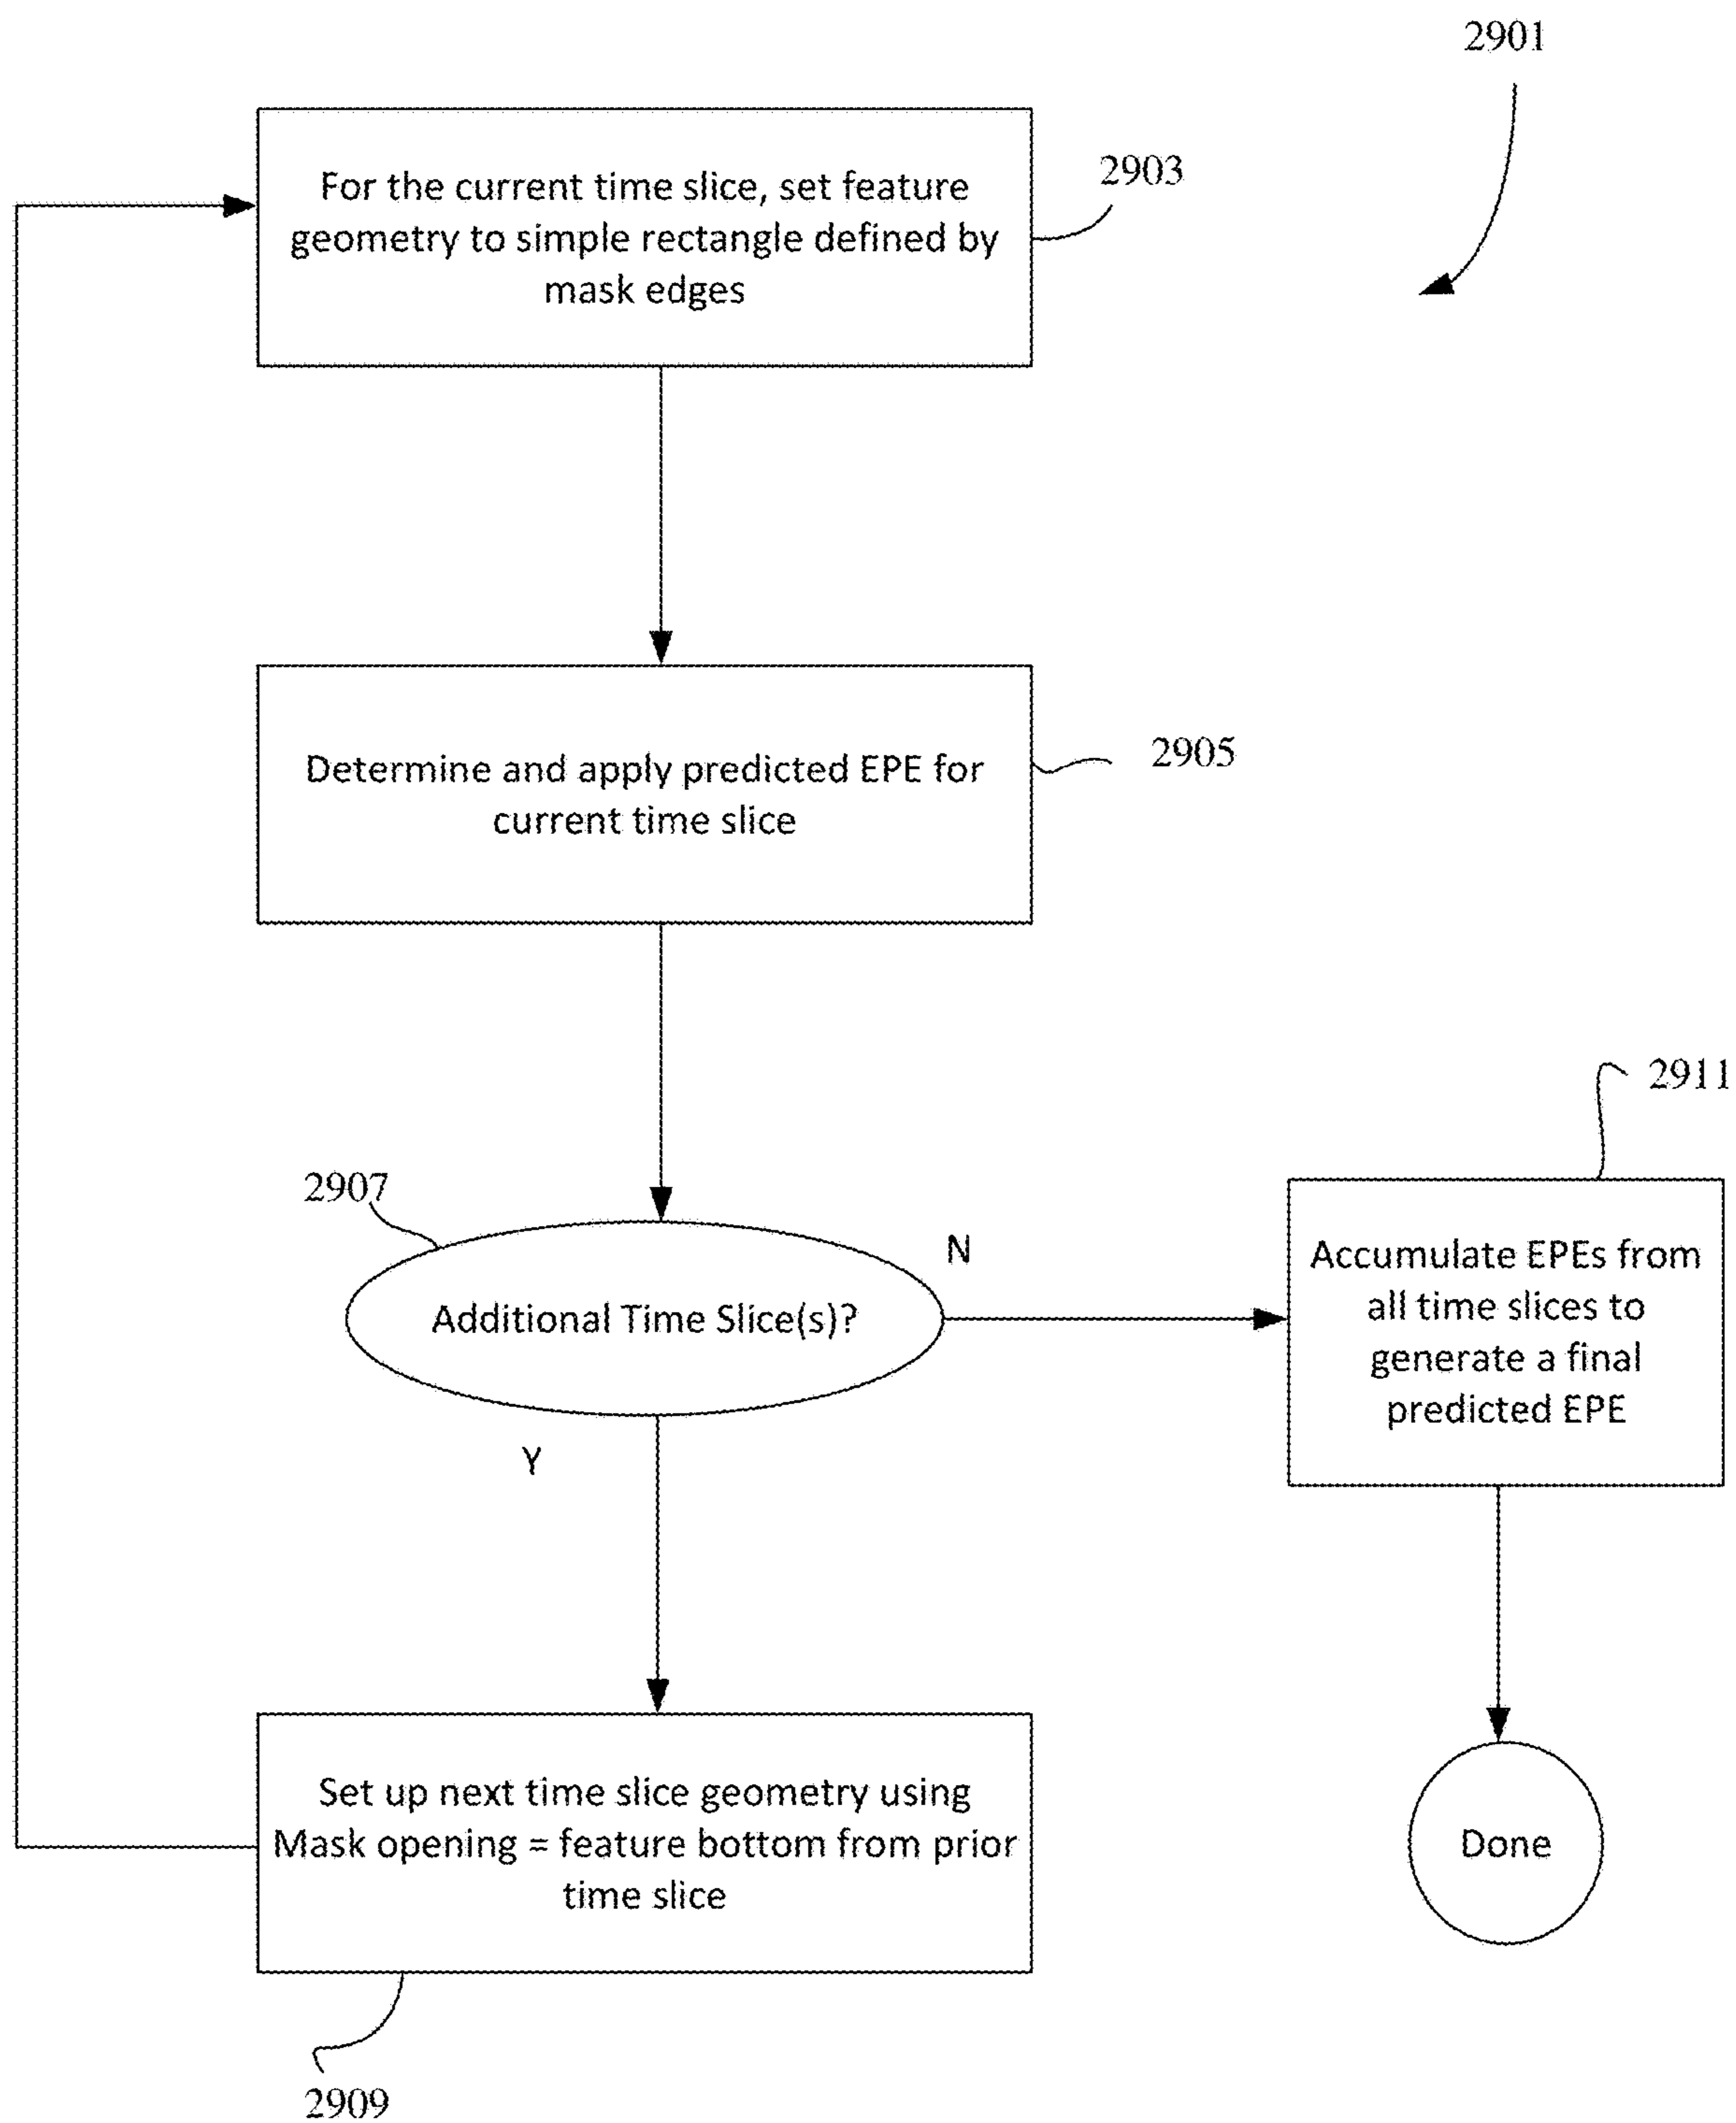 2901
For the current time slice, set feature
geometry to simple rectangle defined by
mask edges
2903
Determine and apply predicted EPE for
current time slice
2905
2907
Additional Time Slice(s)?
N
Y
2911
Accumulate EPEs from
all time slices to
generate a final
predicted EPE
Set up next time slice geometry using
Mask opening = feature bottom from prior
time slice
2909
Done